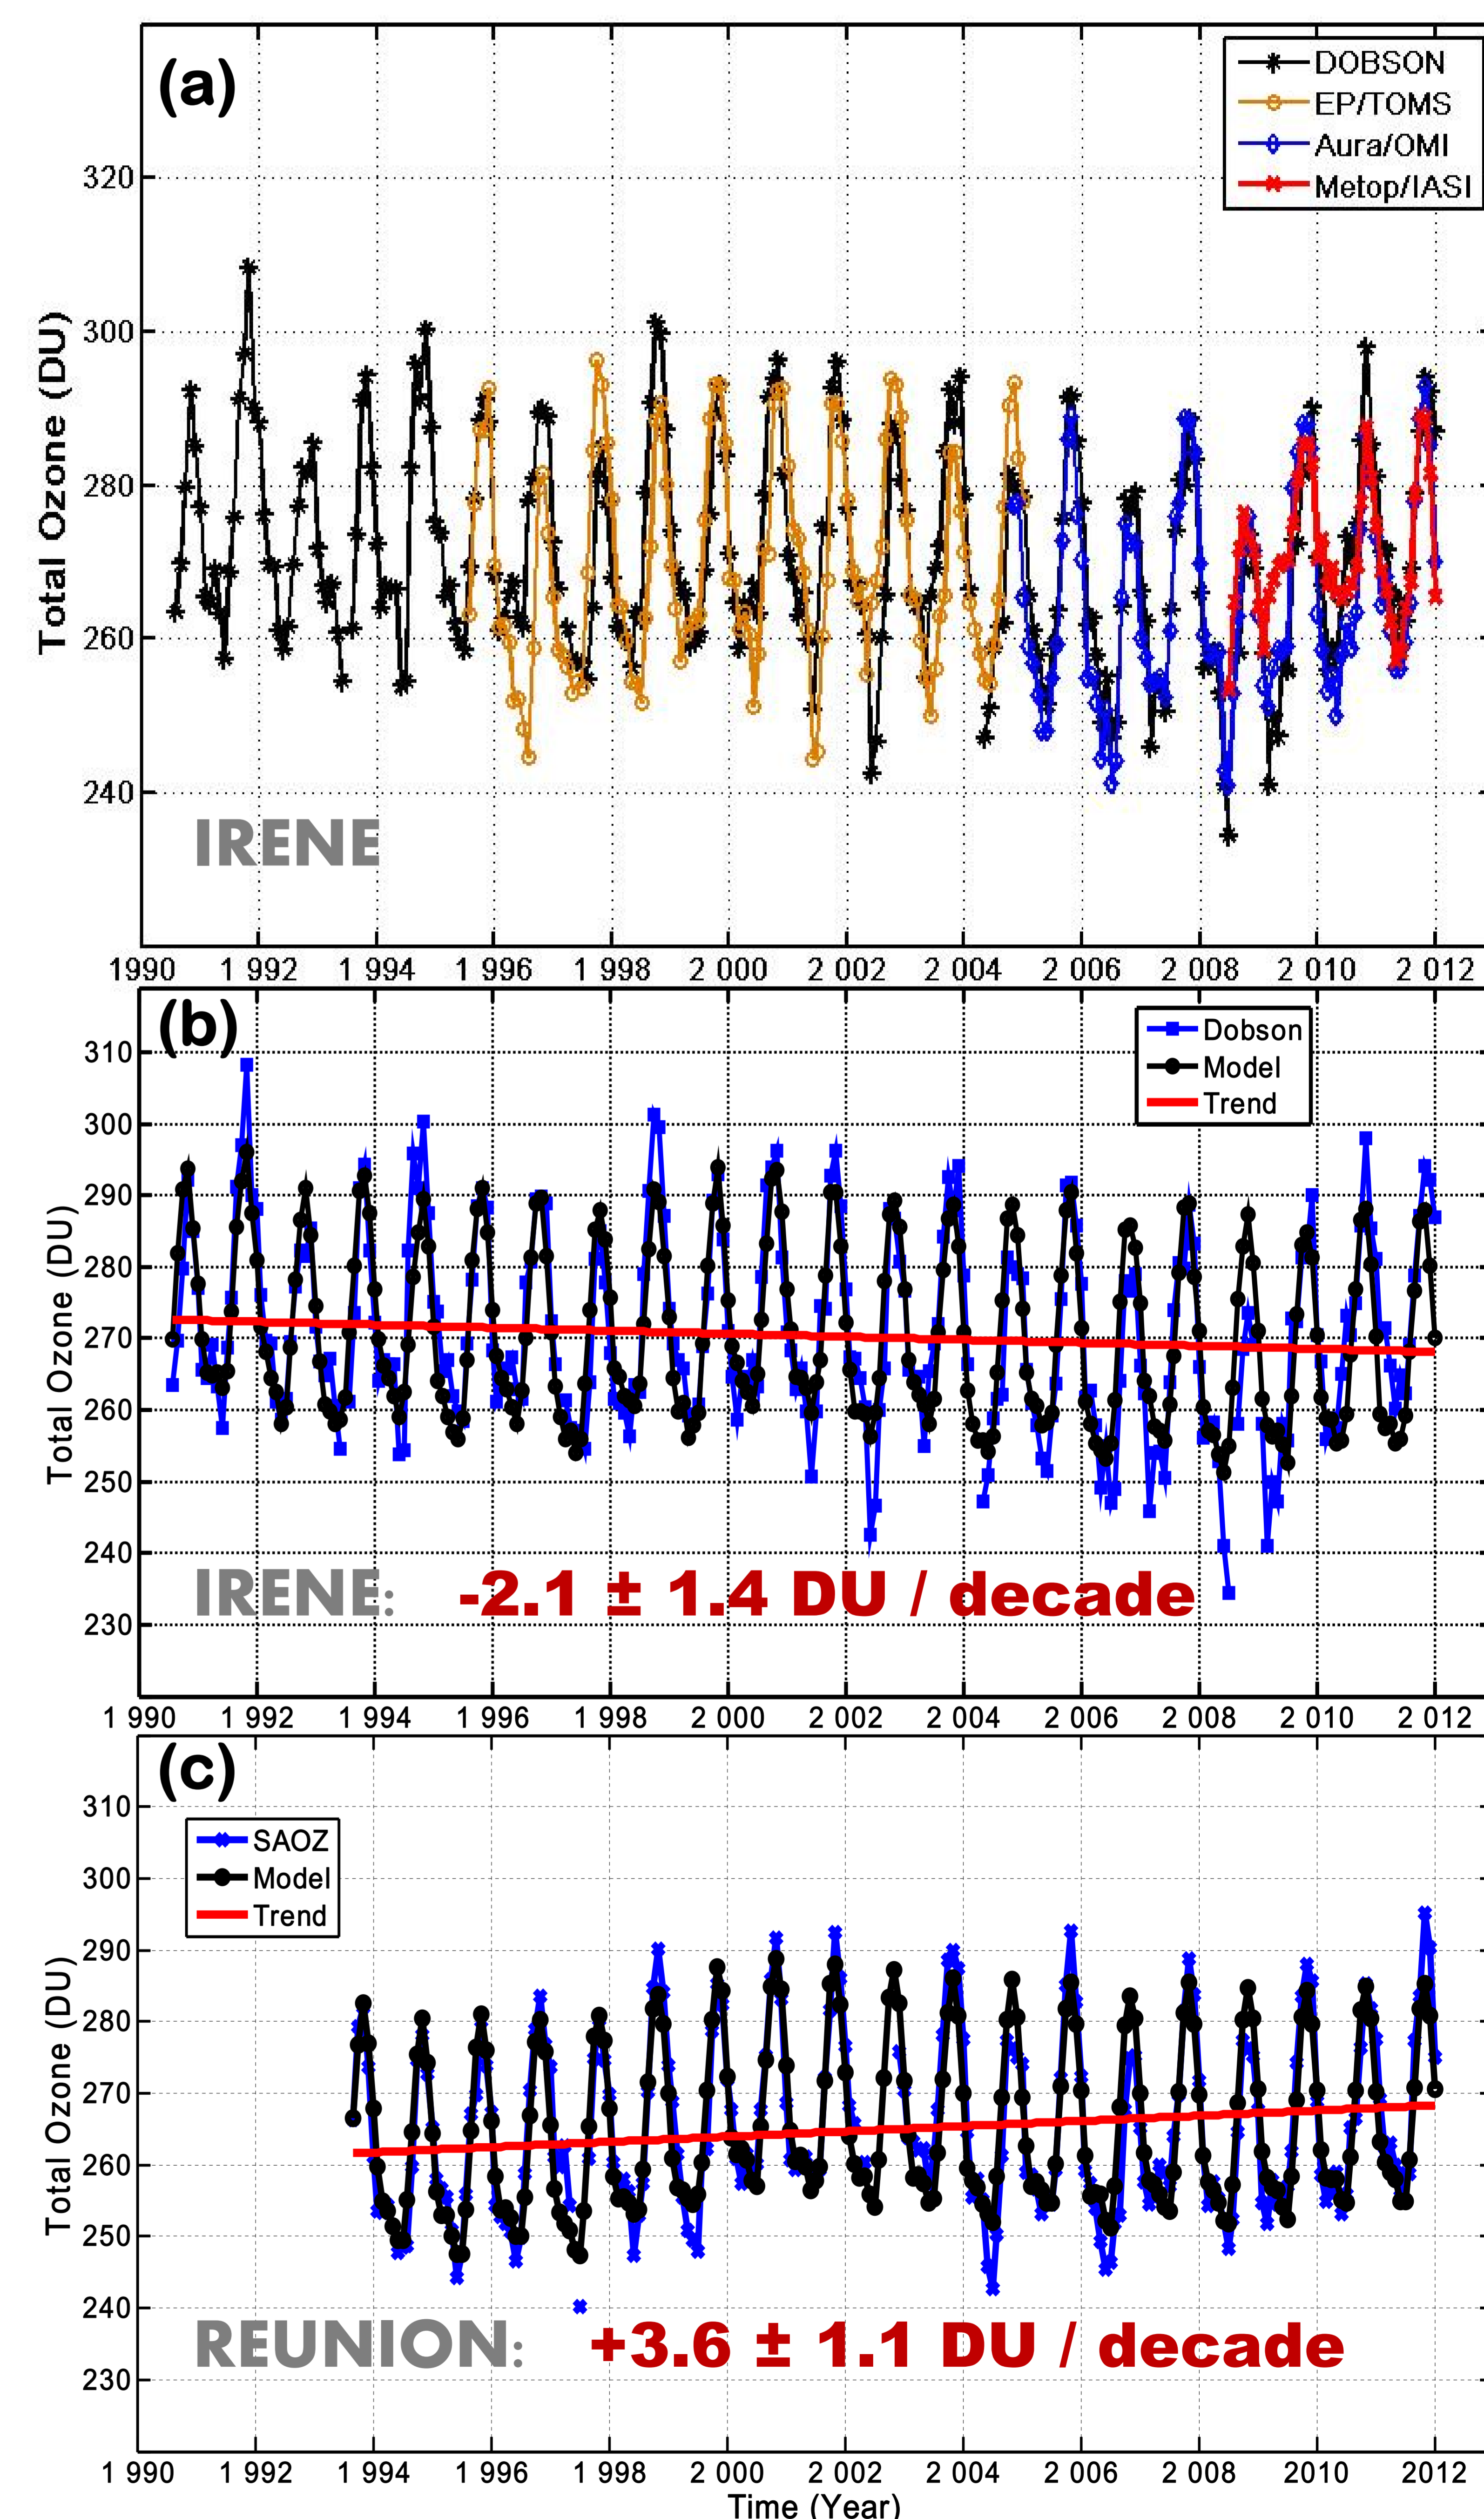 (a)
DOBSON
EP/TOMS
Aura/OMI
Metop/IASI
Total Ozone (DU)
320
300
280
260
240
IRENE
1990 1 992 1 994 1 996 1 998 2 000 2 002 2 004 2 006 2 008 2 010 2 012
(b)
Dobson
Model
Trend
Total Ozone (DU)
310
300
290
280
270
260
250
240
230
IRENE: -2.1 ± 1.4 DU / decade
1 990 1 992 1 994 1 996 1 998 2 000 2 002 2 004 2 006 2 008 2 010 2 012
(c)
SAOZ
Model
Trend
Total Ozone (DU)
310
300
290
280
270
260
250
240
230
REUNION: +3.6 ± 1.1 DU / decade
1 990 1 992 1 994 1 996 1 998 2 000 2 002 2 004 2 006 2 008 2010 2012
Time (Year)